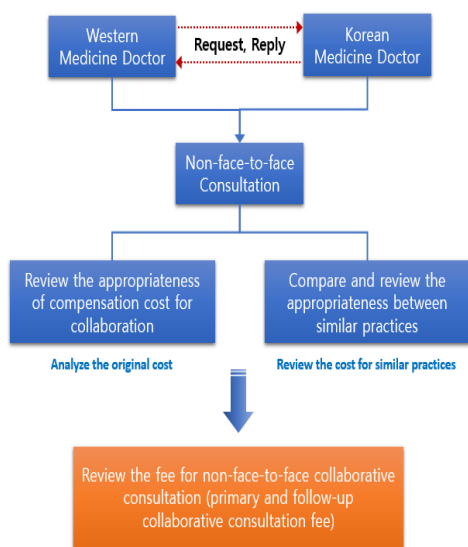 Western
Medicine Doctor
Request, Reply
Korean
Medicine Doctor
Non-face-to-face
Consultation
Review the appropriateness
of compensation cost for
collaboration
Compare and review the
appropriateness between
similar practices
Analyze the original cost
Review the cost for similar practices
Review the fee for non-face-to-face collaborative
consultation (primary and follow-up
collaborative consultation fee)